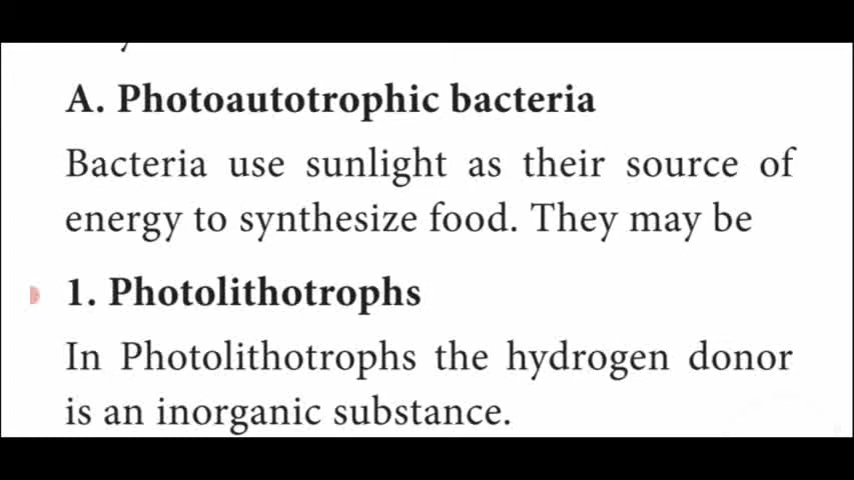 A. Photoautotrophic bacteria
Bacteria use sunlight as their source of
energy to synthesize food. They may be
1. Photolithotrophs
In Photolithotrophs the hydrogen donor
is an inorganic substance.